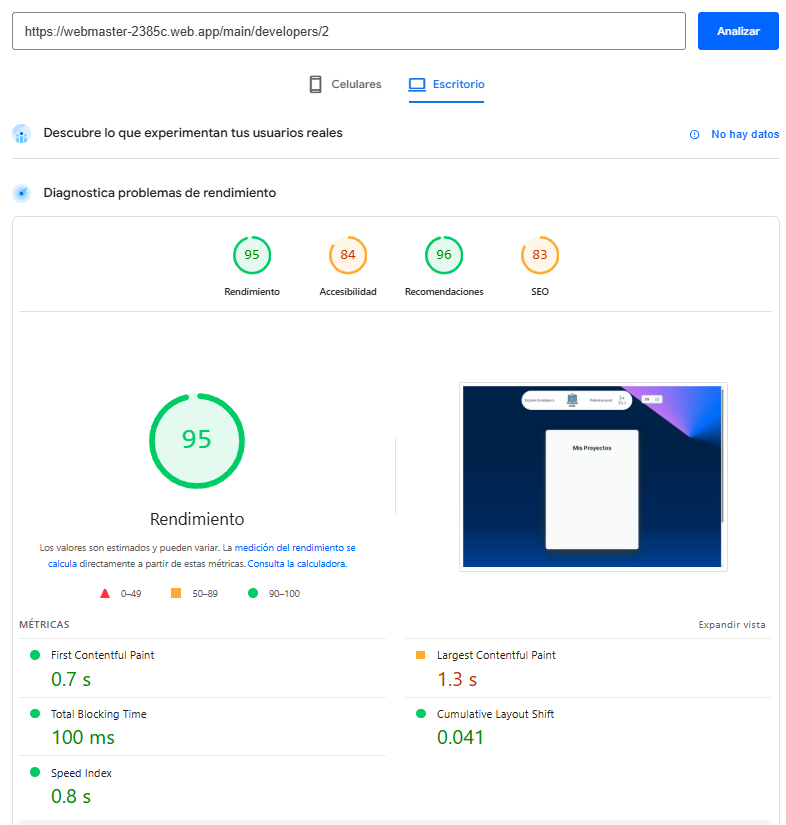 https://webmaster-2385c.web.app/main/developers/2
Analizar
Celulares
Escritorio
Descubre lo que experimentan tus usuarios reales
No hay datos
Diagnostica problemas de rendimiento
95
84
96
83
Rendimiento
Accesibilidad
Recomendaciones
SEO
95
Mis Proyectos
Rendimiento
Los valores son estimados y pueden variar. La medición del rendimiento se
calcula directamente a partir de estas métricas. Consulta la calculadora.
0–49
50–89
90–100
MÉTRICAS
Expandir vista
First Contentful Paint
0.7 s
Largest Contentful Paint
1.3 s
Total Blocking Time
100 ms
Cumulative Layout Shift
0.041
Speed Index
0.8 s